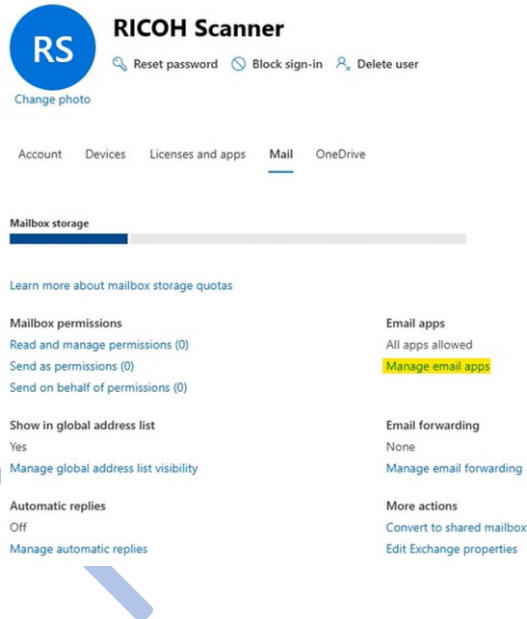 RS
RICOH Scanner
Reset password Block sign-in Delete user
Change photo
Account Devices Licenses and apps Mail OneDrive
Mailbox storage
Learn more about mailbox storage quotas
Mailbox permissions
Read and manage permissions (0)
Send as permissions (0)
Send on behalf of permissions (0)
Email apps
All apps allowed
Manage email apps
Show in global address list
Yes
Manage global address list visibility
Email forwarding
None
Manage email forwarding
Automatic replies
Off
Manage automatic replies
More actions
Convert to shared mailbox
Edit Exchange properties